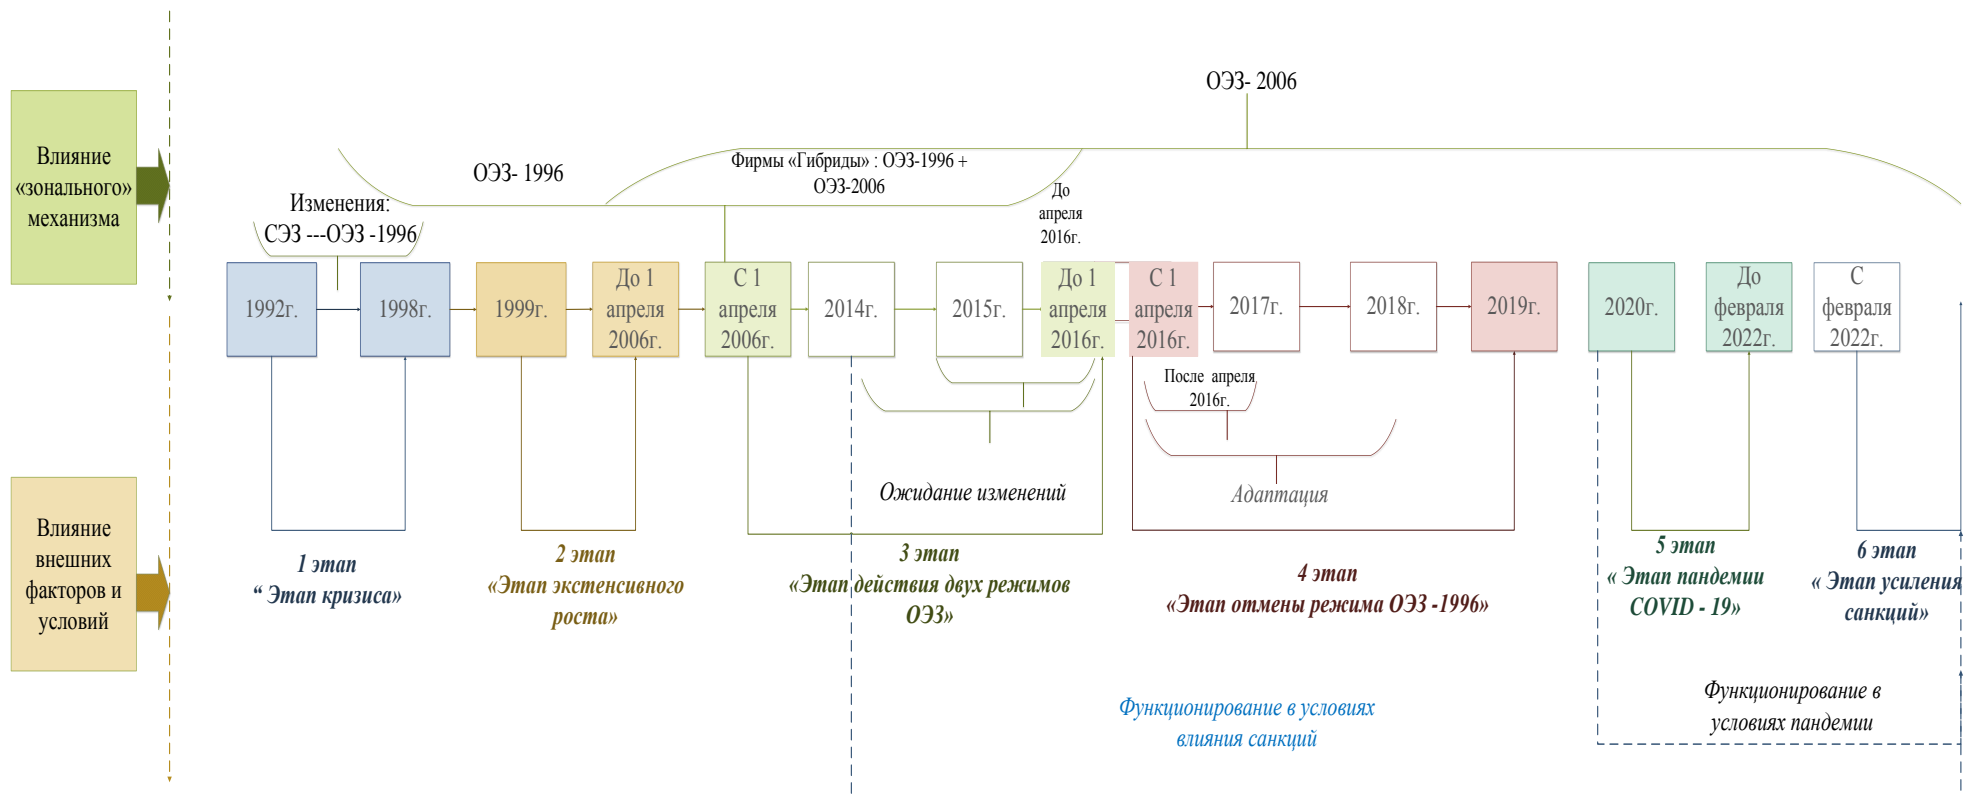 ОЭЗ- 2006
Влияние
«зонального»
механизма
ОЭЗ- 1996
Фирмы «Гибриды» : ОЭЗ-1996 +
ОЭЗ-2006
Изменения:
СЭЗ ---ОЭЗ -1996
До
апреля
2016г.
1992г.
1998г.
1999г.
До 1
апреля
2006г.
С 1
апреля
2006г.
2014г.
2015г.
До 1
апреля
2016г.
С 1
апреля
2016г.
2017г.
2018г.
2019г.
2020г.
До
февраля
2022г.
С
февраля
2022г.
После апреля
2016г.
Ожидание изменений
Адаптация
Влияние
внешних
факторов и
условий
1 этап
“ Этап кризиса»
2 этап
«Этап экстенсивного
роста»
3 этап
«Этап действия двух режимов
ОЭЗ»
4 этап
«Этап отмены режима ОЭЗ -1996»
5 этап
« Этап пандемии
COVID - 19»
6 этап
« Этап усиления
санкций»
Функционирование в условиях
влияния санкций
Функционирование в
условиях пандемии